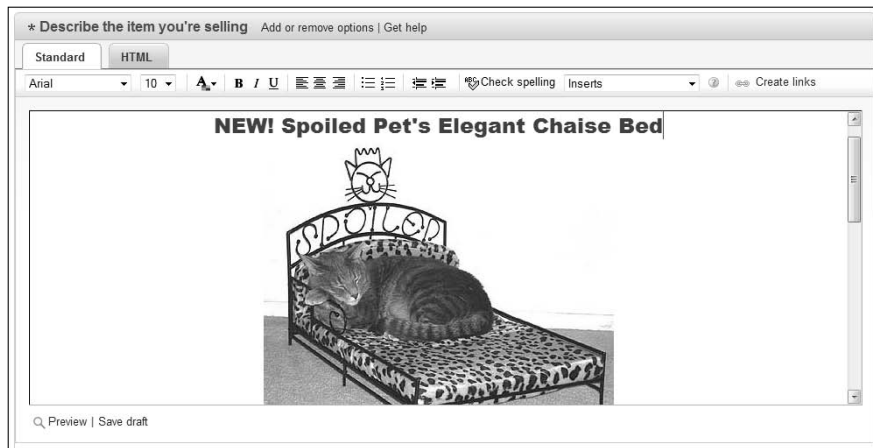 * Describe the item you're selling Add or remove options | Get help
Standard HTML
Arial 10 A B I U Check spelling Inserts Create links
NEW! Spoiled Pet's Elegant Chaise Bed
SPOILED
Preview | Save draft